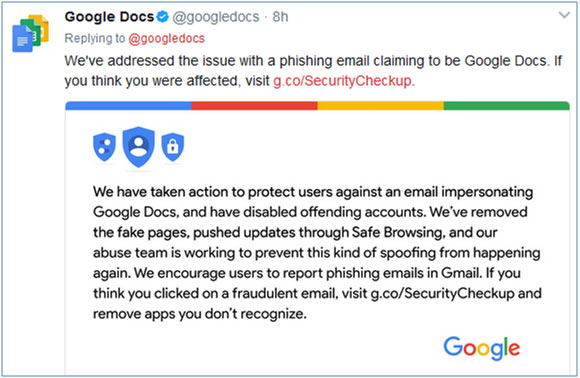 Google Docs @googledocs · 8h
Replying to @googledocs
We've addressed the issue with a phishing email claiming to be Google Docs. If
you think you were affected, visit g.co/SecurityCheckup.
We have taken action to protect users against an email impersonating
Google Docs, and have disabled offending accounts. We've removed
the fake pages, pushed updates through Safe Browsing, and our
abuse team is working to prevent this kind of spoofing from happening
again. We encourage users to report phishing emails in Gmail. If you
think you clicked on a fraudulent email, visit g.co/SecurityCheckup and
remove apps you don't recognize.
Google